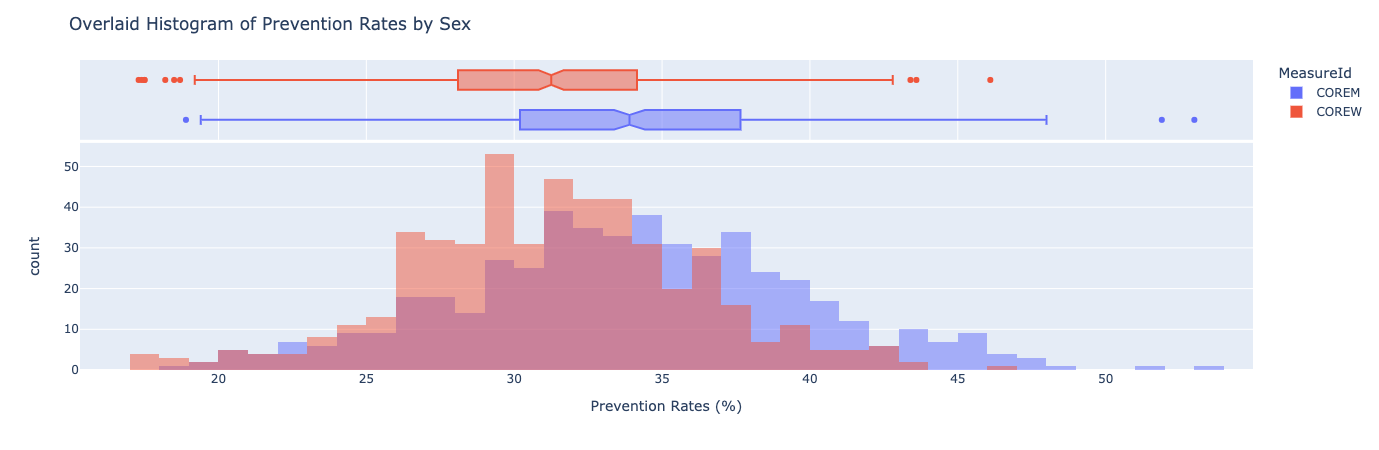 Overlaid Histogram of Prevention Rates by Sex
MeasureId
COREM
COREW
50
40
30
20
10
0
count
20 25 30 35 40 45 50
Prevention Rates (%)